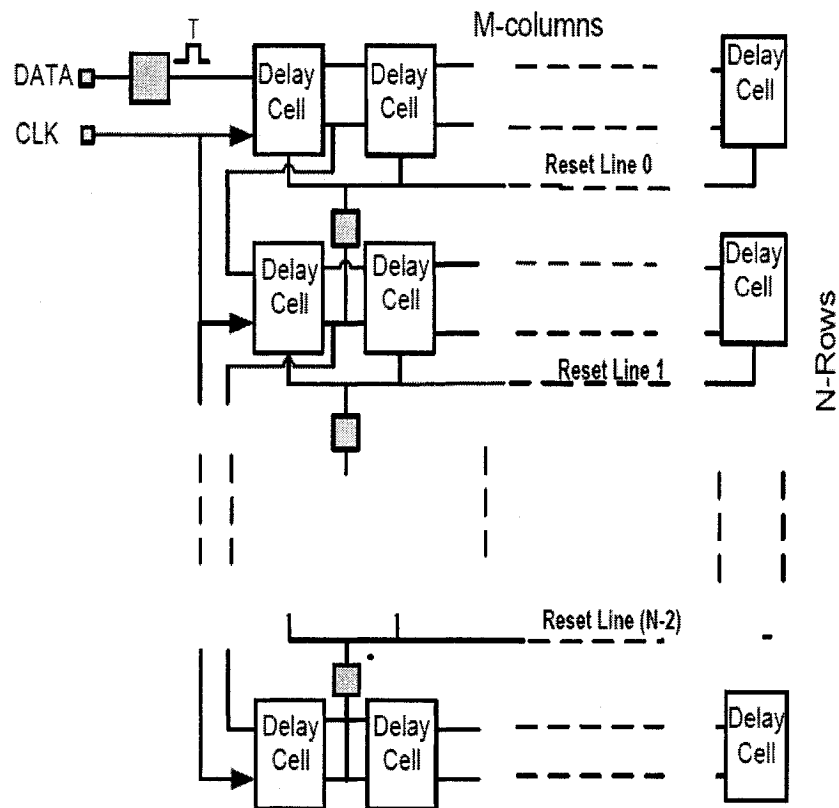 T
M-columns
DATA
Delay Cell
Delay Cell
Delay Cell
CLK
Reset Line 0
Delay Cell
Delay Cell
Delay Cell
N-Rows
Reset Line 1
Reset Line (N-2)
Delay Cell
Delay Cell
Delay Cell